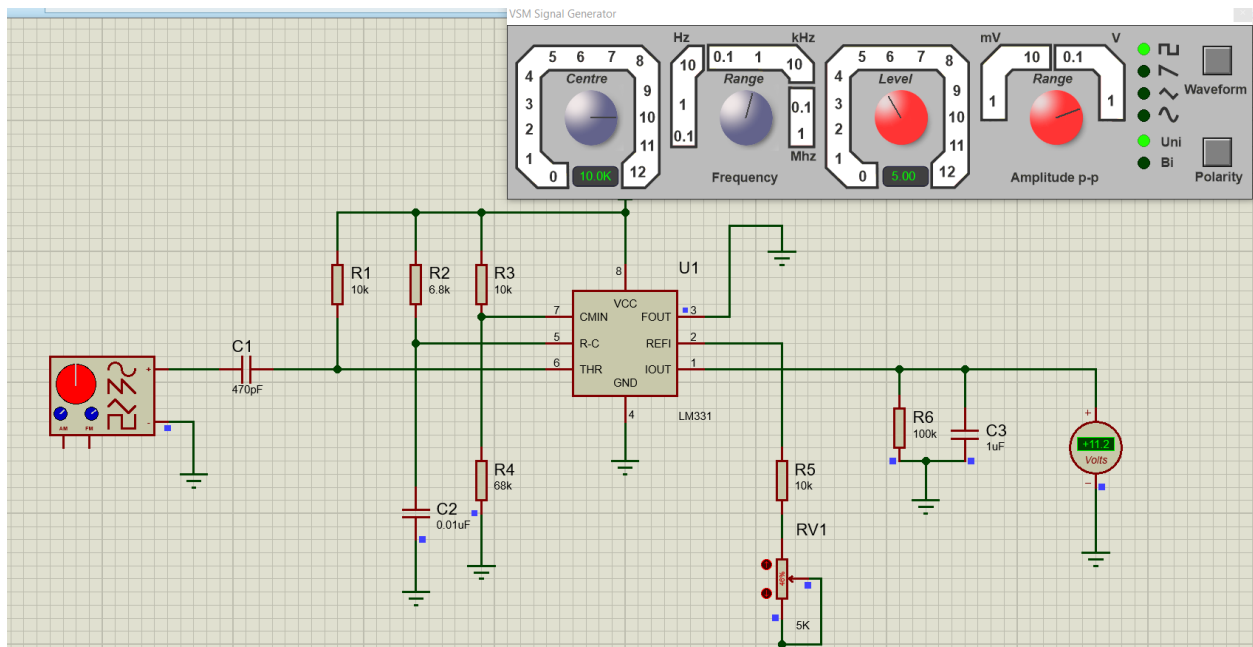 VSM Signal Generator
Hz kHz mV V
5 6 7 8 0.1 1 10 5 6 7 8 10 0.1
4 Centre 9 10 Range 4 Level 9 Range
3 10 1 0.1 3 10 1 1 Waveform
2 11 0.1 1 2 11 Uni
1 Mhz 1 Bi
0 10.0K 12 Frequency 0 5.00 12 Amplitude p-p Polarity
8 U1
R1 R2 R3
10k 6.8k 10k
VCC
7 CMIN FOUT 3
5 R-C REFI 2
6 THR IOUT 1
GND
4 LM331
C1
470pF
+
-
AM FM
R4
68k
C2
0.01uF
R5
10k
RV1
46%
5K
R6
100k
C3
1uF
+
+11.2
Volts
-